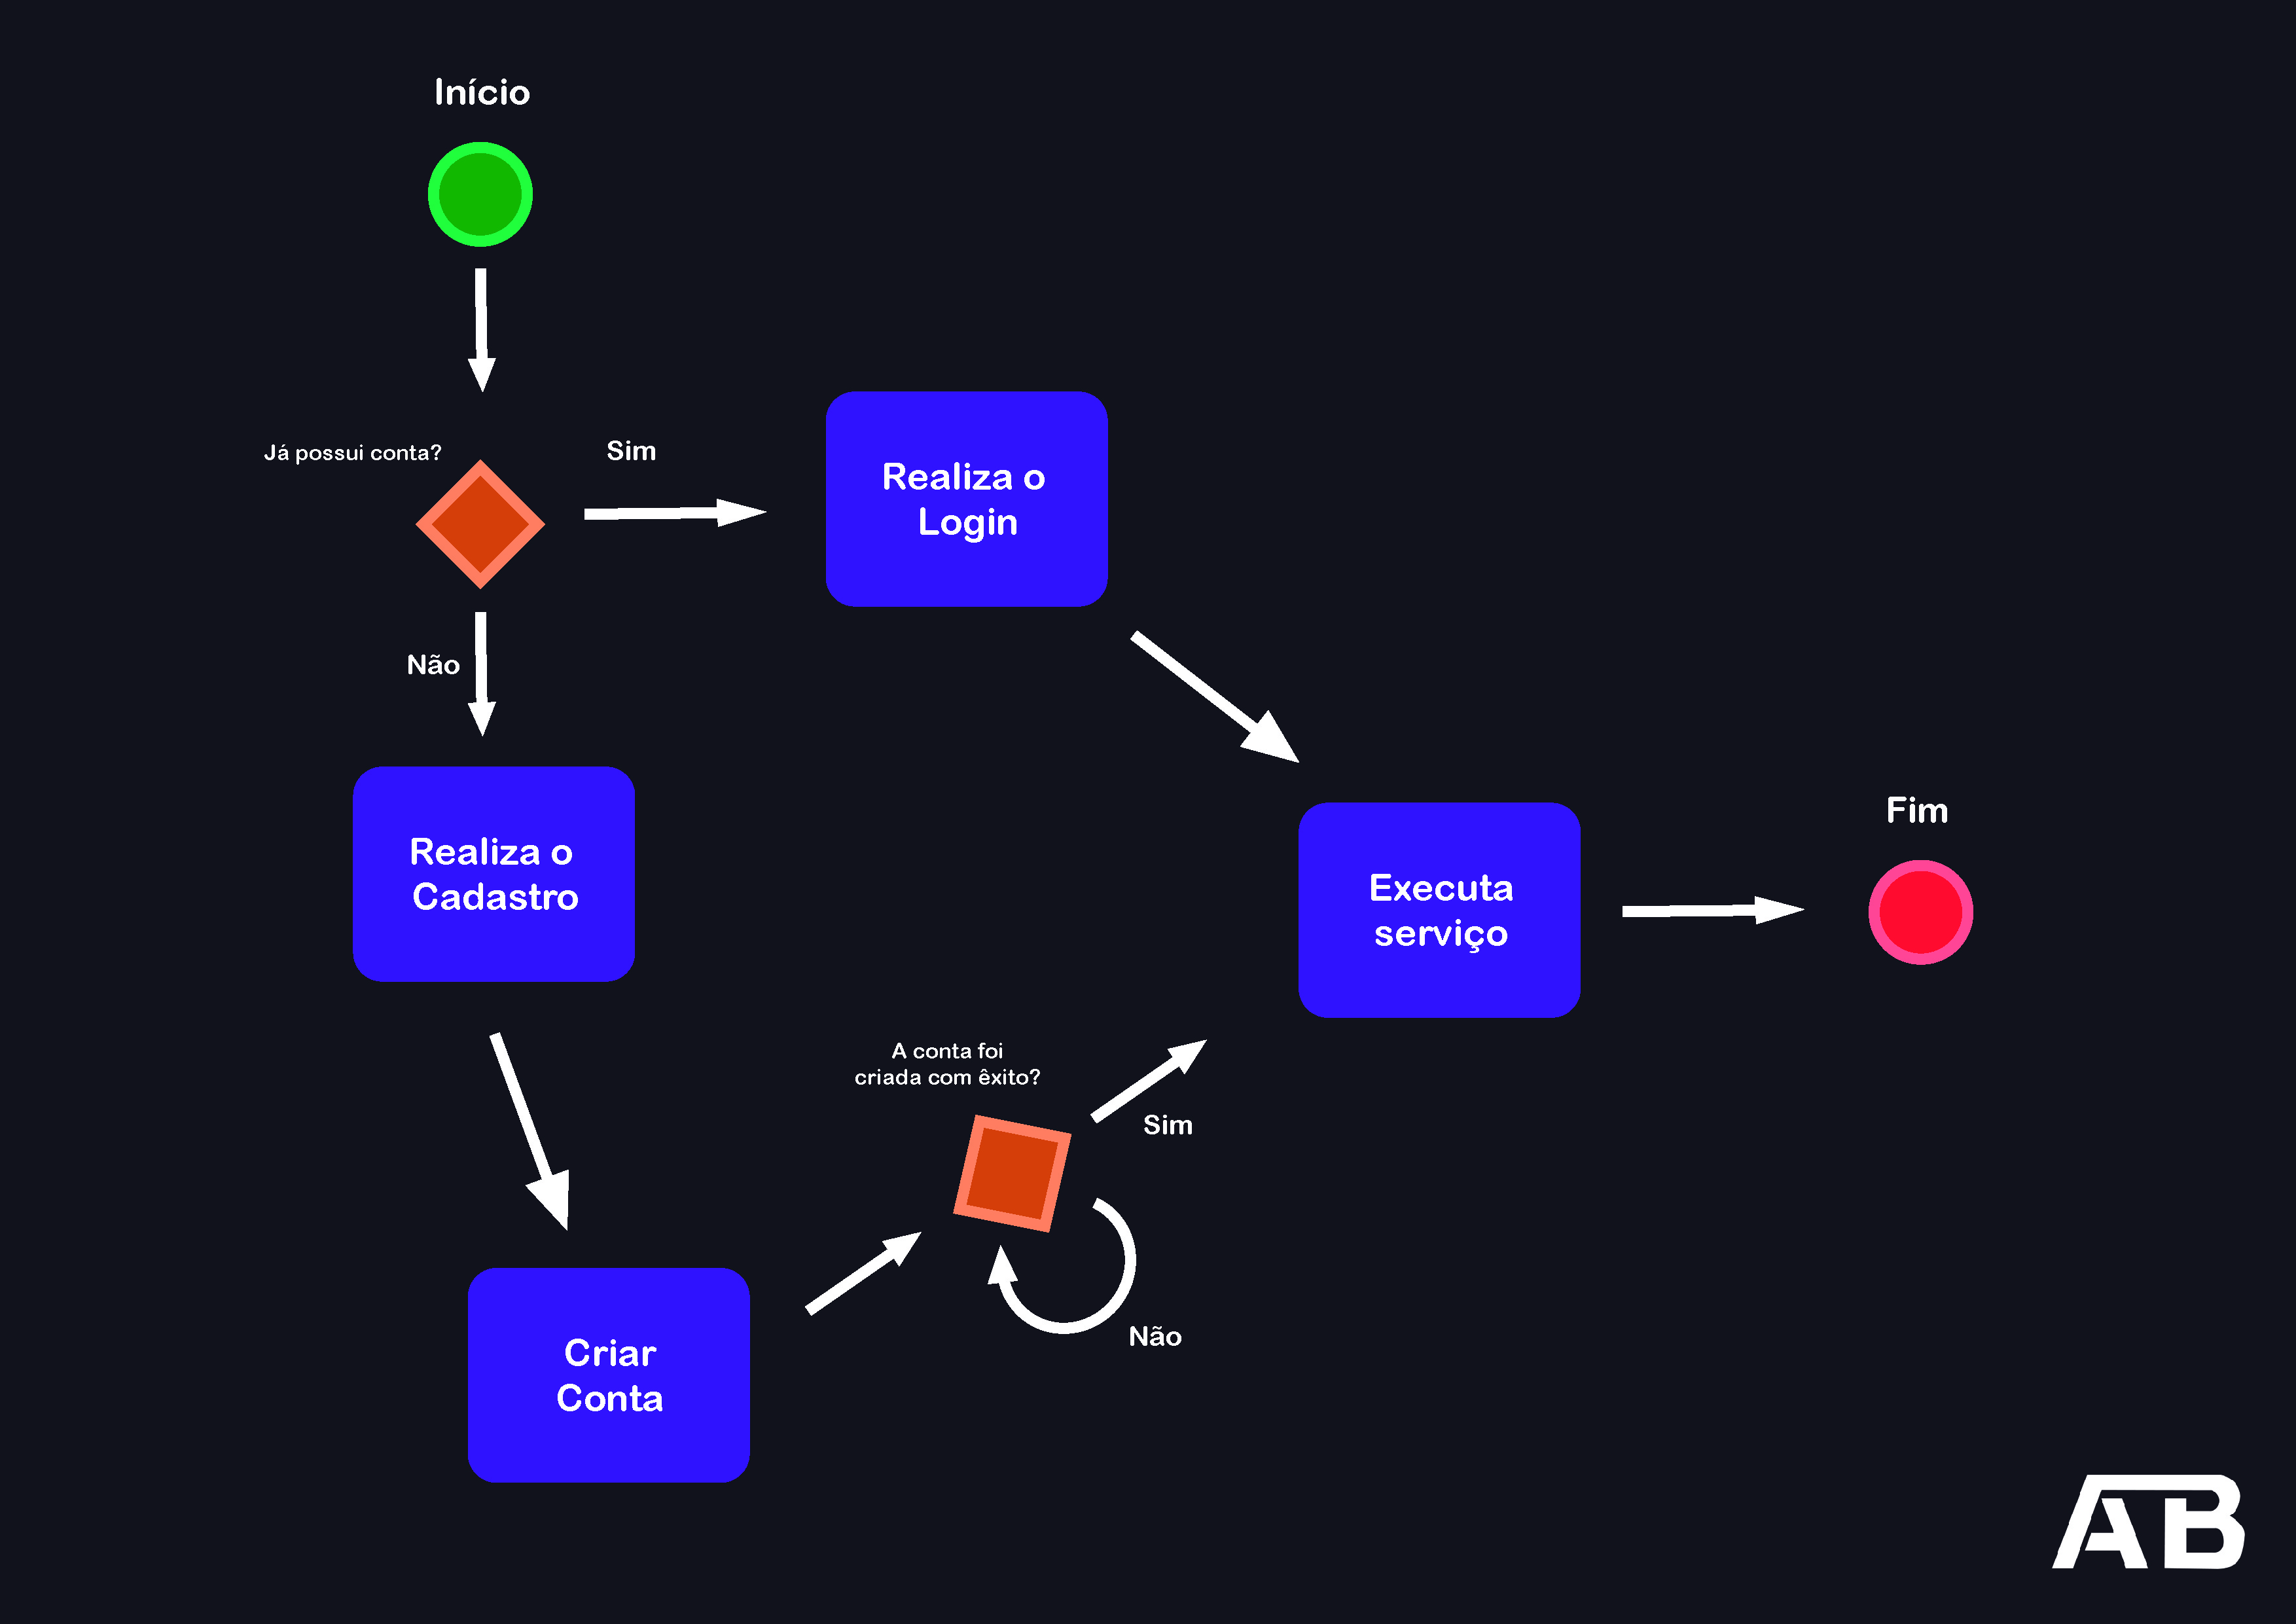 Início
Já possui conta?
Sim
Realiza o
Login
Não
Realiza o
Cadastro
Executa
serviço
Fim
A conta foi
criada com êxito?
Sim
Não
Criar
Conta
AB